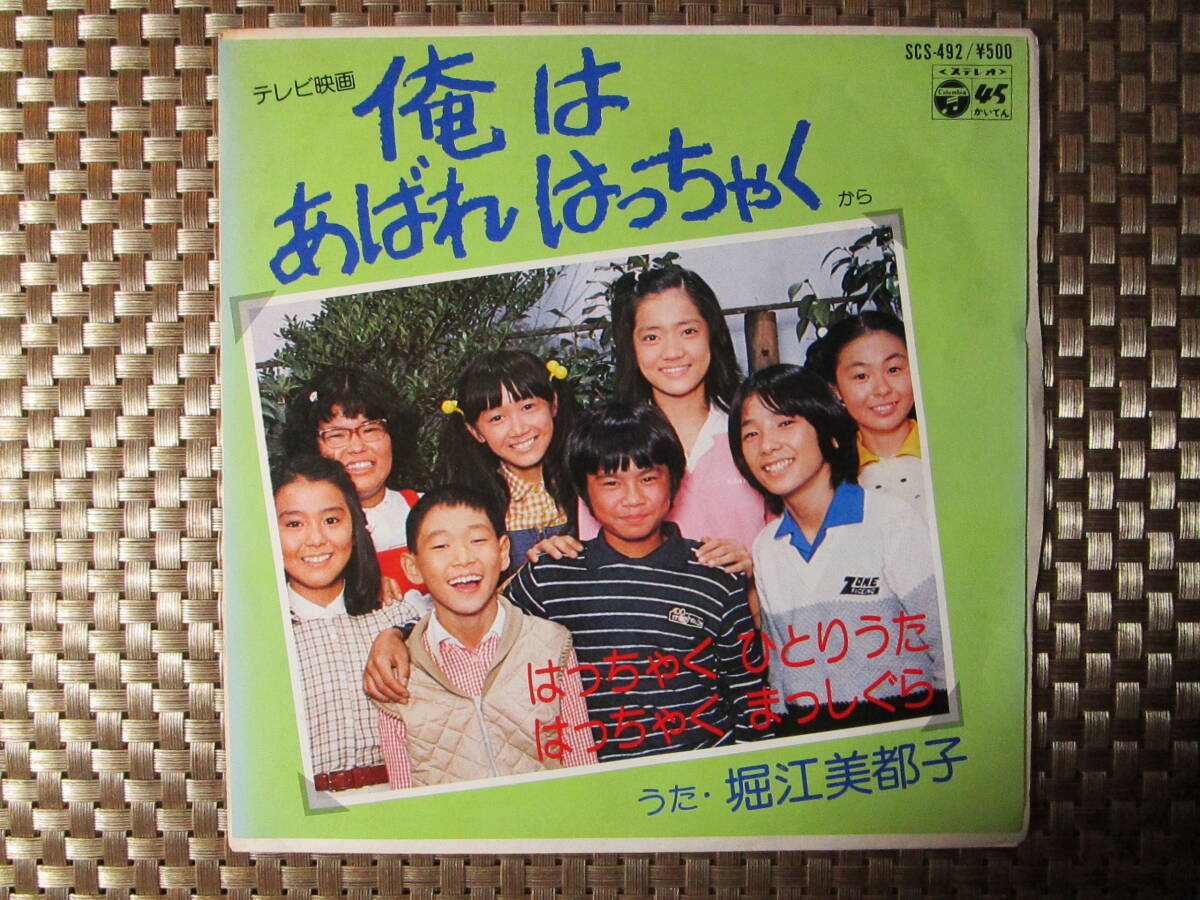 SCS-492/¥500
<ステレオ>
Columbia
45
かいてん
テレビ映画
俺は
あばれはっちゃく
から
ZONE
はっちゃく ひとりうた
はっちゃく まっしぐら
うた・堀江美都子